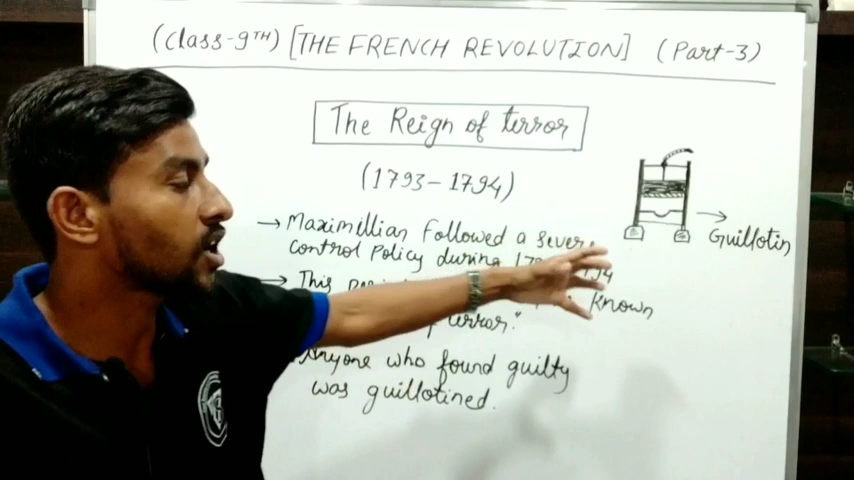 (Class-9TH) [THE FRENCH REVOLUTION] (Part-3)
The Reign of terror
(1793-1794)
→ Maximillian followed a severe
control Policy during
→ This known
terror."
Anyone who found guilty
was guillotined.
→ Guillotin